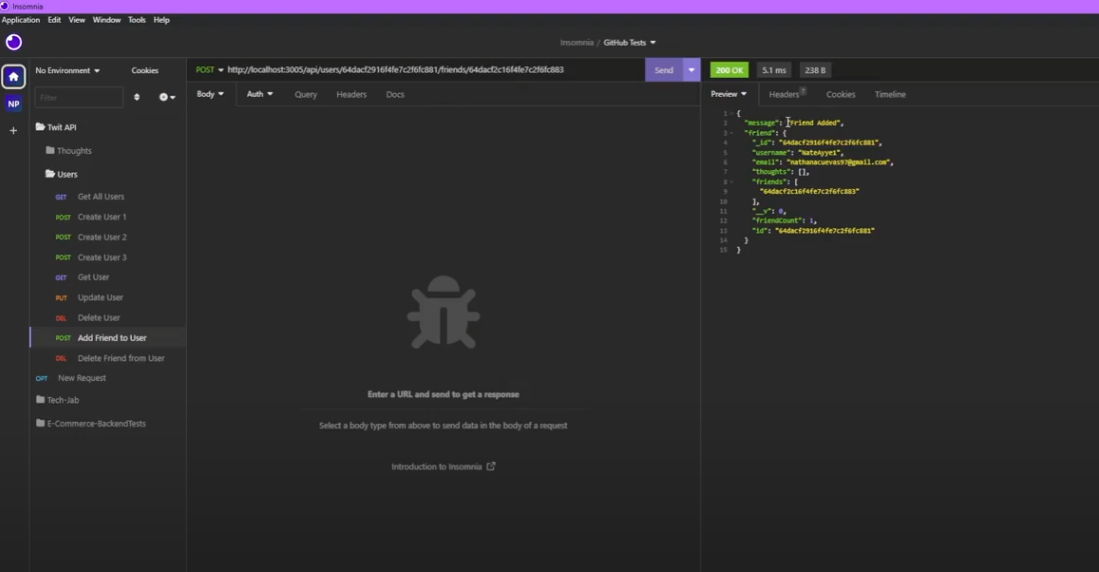 Insomnia
Application Edit View Window Tools Help
Insomnia / GitHub Tests
No Environment Cookies
POST http://localhost:3005/api/users/64dacf2916f4fe7c2f6fc881/friends/64dacf2c16f4fe7c2f6fc883 Send
200 OK 5.1 ms 238 B
Filter
Body Auth Query Headers Docs
Preview Headers 7 Cookies Timeline
NP
Twit API
Thoughts
Users
GET Get All Users
POST Create User 1
POST Create User 2
POST Create User 3
GET Get User
PUT Update User
DEL Delete User
POST Add Friend to User
DEL Delete Friend from User
OPT New Request
Tech-Jab
E-Commerce-BackendTests
Enter a URL and send to get a response
Select a body type from above to send data in the body of a request
Introduction to Insomnia
1 {
2 "message": "Friend Added",
3 "friend": {
4 "_id": "64dacf2916f4fe7c2f6fc881",
5 "username": "NateAyye1",
6 "email": "nathanacuevas97@gmail.com",
7 "thoughts": [],
8 "friends": [
9 "64dacf2c16f4fe7c2f6fc883"
10 ],
11 "__v": 0,
12 "friendCount": 1,
13 "id": "64dacf2916f4fe7c2f6fc881"
14 }
15 }